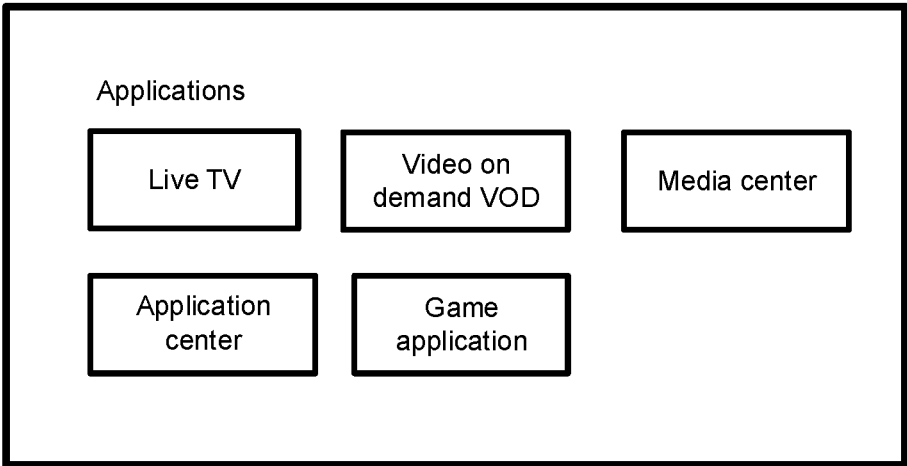 Applications
Live TV
Video on
demand VOD
Media center
Application
center
Game
application